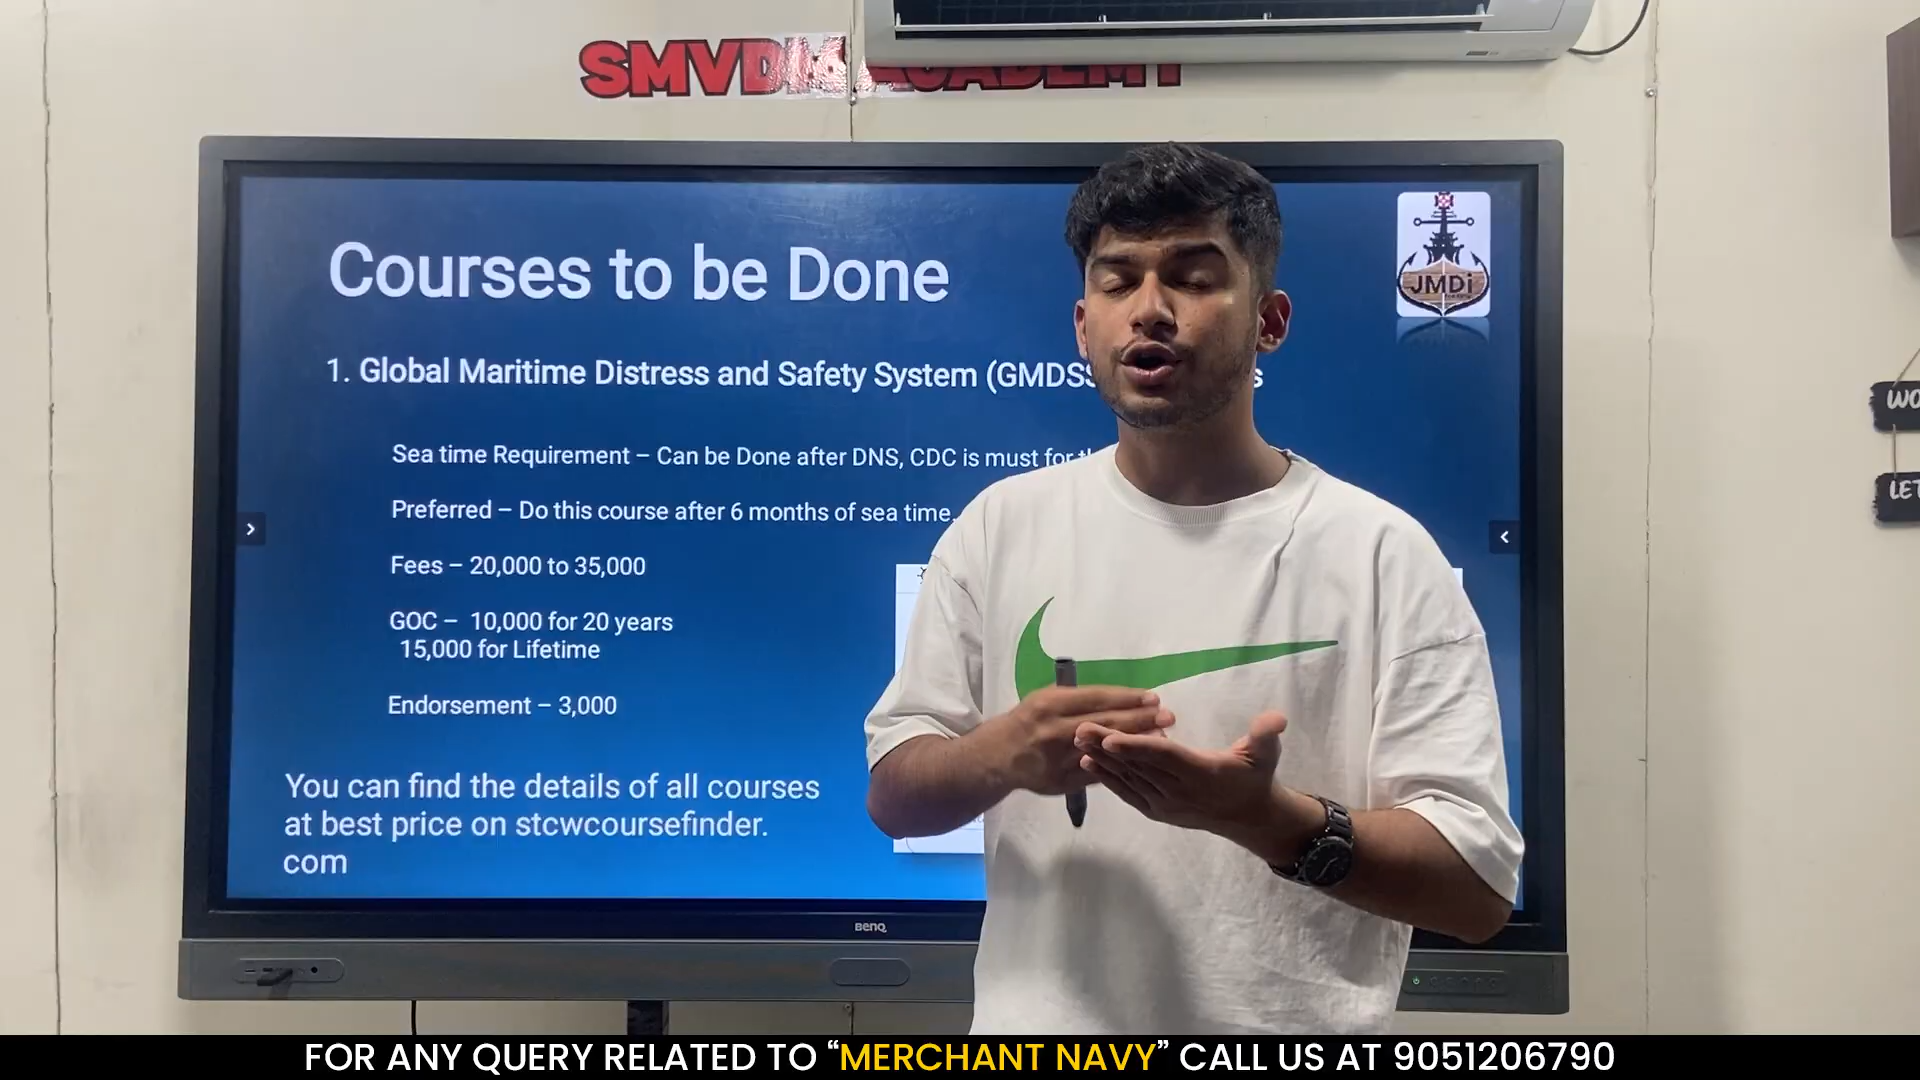 SMVDM ACADEMY
Courses to be Done
JMDi
1. Global Maritime Distress and Safety System (GMDSS
Sea time Requirement – Can be Done after DNS, CDC is must for
Preferred – Do this course after 6 months of sea time.
Fees – 20,000 to 35,000
GOC – 10,000 for 20 years
15,000 for Lifetime
Endorsement – 3,000
You can find the details of all courses
at best price on stcwcoursefinder.
com
WO
LET
BenQ
FOR ANY QUERY RELATED TO “MERCHANT NAVY” CALL US AT 9051206790